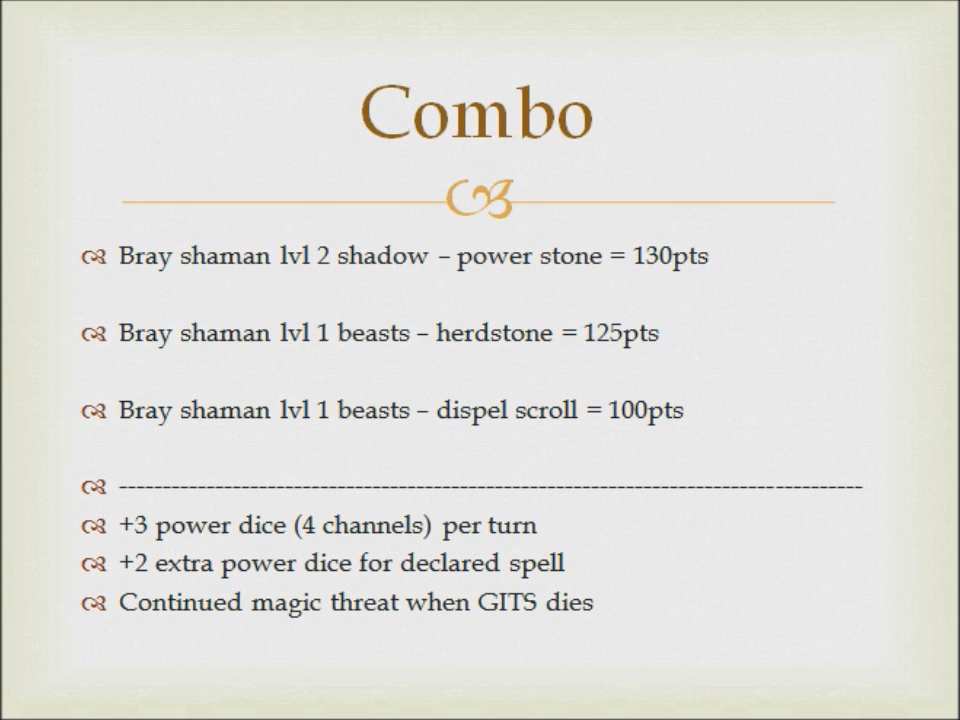 Combo
Bray shaman lvl 2 shadow – power stone = 130pts
Bray shaman lvl 1 beasts – herdstone = 125pts
Bray shaman lvl 1 beasts – dispel scroll = 100pts
--------------------------------------------------------------------------------------
+3 power dice (4 channels) per turn
+2 extra power dice for declared spell
Continued magic threat when GITS dies